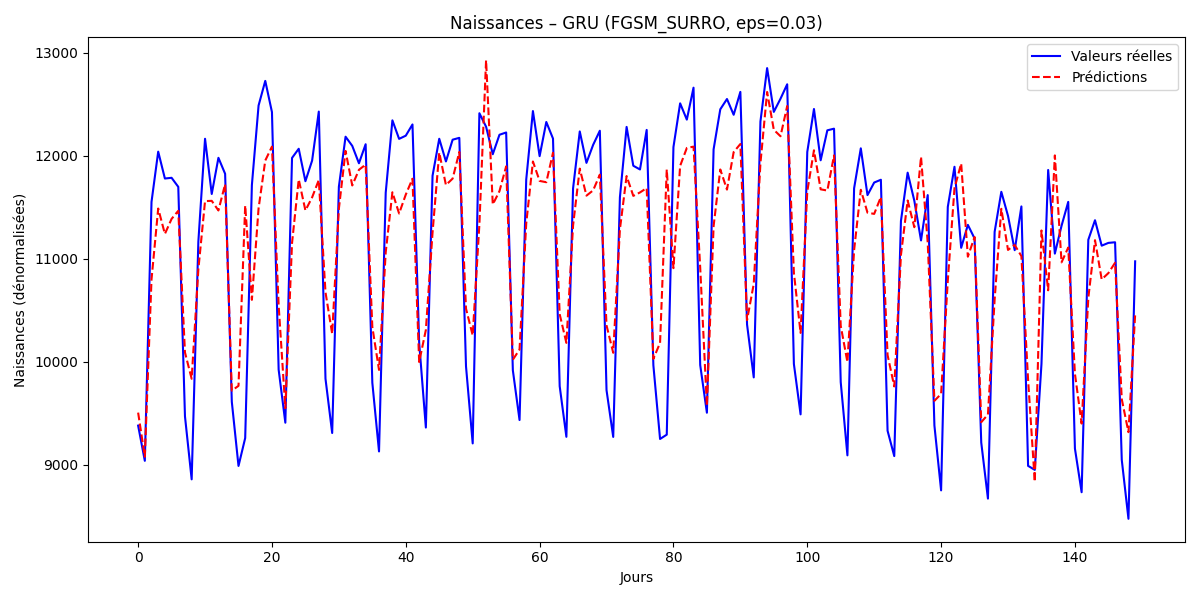 Naissances – GRU (FGSM_SURRO, eps=0.03)
Valeurs réelles
Prédictions
Naissances (dénormalisées)
13000
12000
11000
10000
9000
0 20 40 60 80 100 120 140
Jours